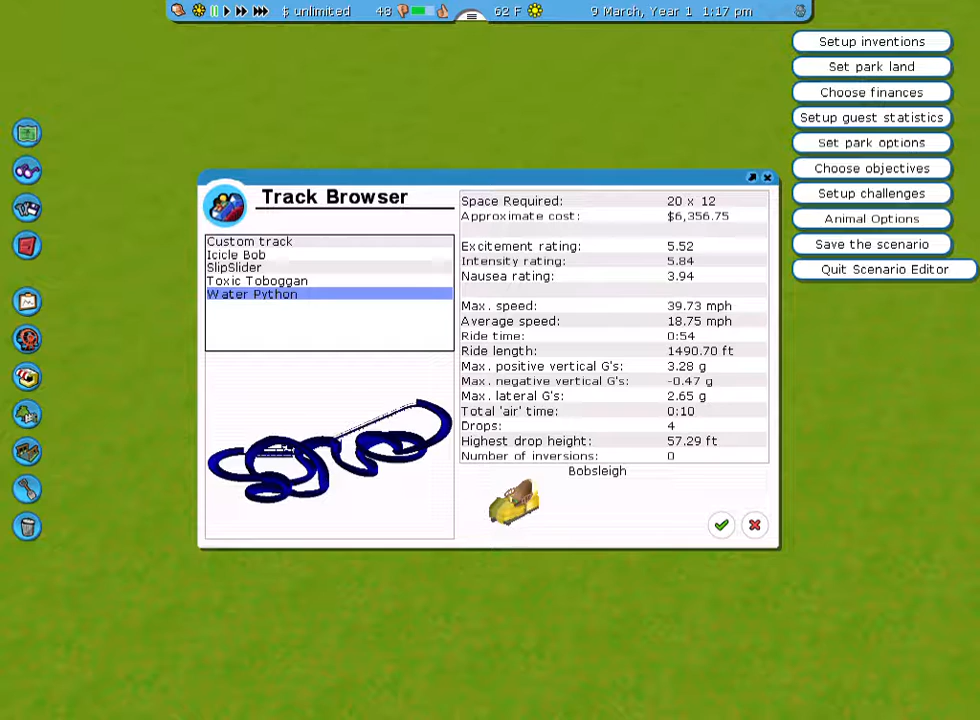 $ unlimited 48 62 F 9 March, Year 1 1:17 pm
Setup inventions
Set park land
Choose finances
Setup guest statistics
Set park options
Choose objectives
Setup challenges
Animal Options
Save the scenario
Quit Scenario Editor
Track Browser
Custom track
Icicle Bob
SlipSlider
Toxic Toboggan
Water Python
Space Required: 20 x 12
Approximate cost: $6,356.75
Excitement rating: 5.52
Intensity rating: 5.84
Nausea rating: 3.94
Max. speed: 39.73 mph
Average speed: 18.75 mph
Ride time: 0:54
Ride length: 1490.70 ft
Max. positive vertical G's: 3.28 g
Max. negative vertical G's: -0.47 g
Max. lateral G's: 2.65 g
Total 'air' time: 0:10
Drops: 4
Highest drop height: 57.29 ft
Number of inversions: 0
Bobsleigh